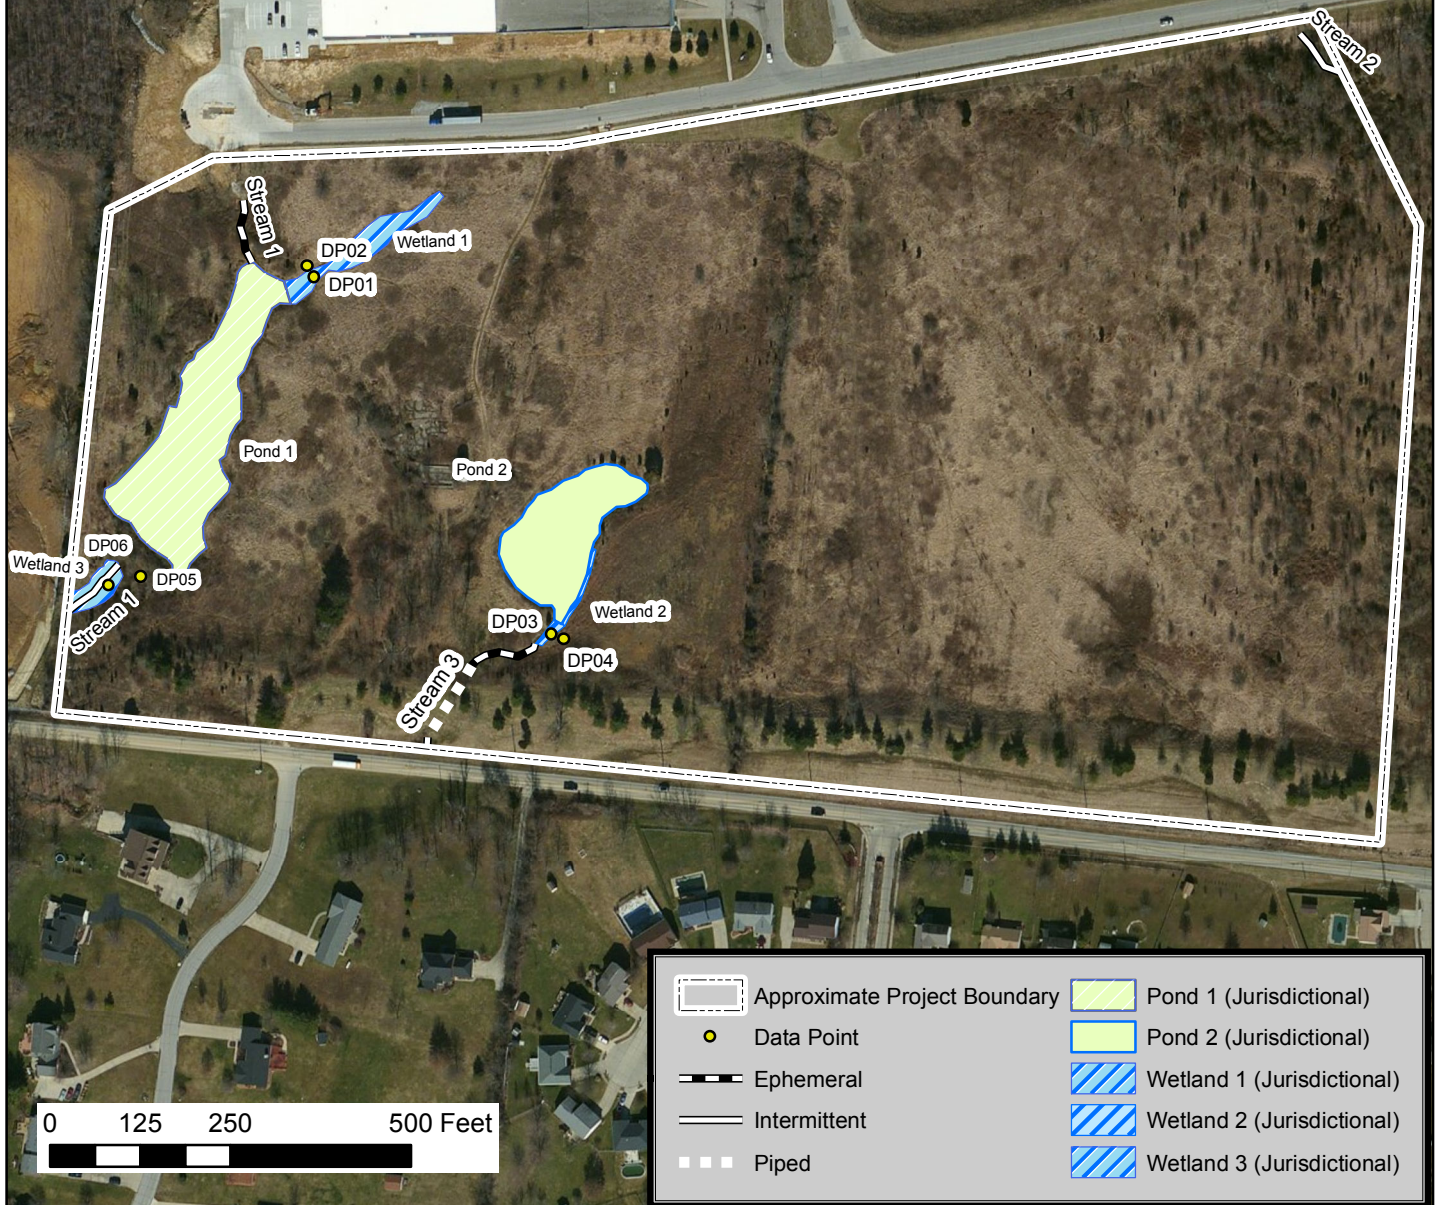 Stream 2
Stream 1
DP02
Wetland 1
DP01
Pond 1
Pond 2
DP06
Wetland 3
DP05
Stream 1
Wetland 2
DP03
DP04
Stream 3
0 125 250 500 Feet
Approximate Project Boundary
Data Point
Ephemeral
Intermittent
Piped
Pond 1 (Jurisdictional)
Pond 2 (Jurisdictional)
Wetland 1 (Jurisdictional)
Wetland 2 (Jurisdictional)
Wetland 3 (Jurisdictional)